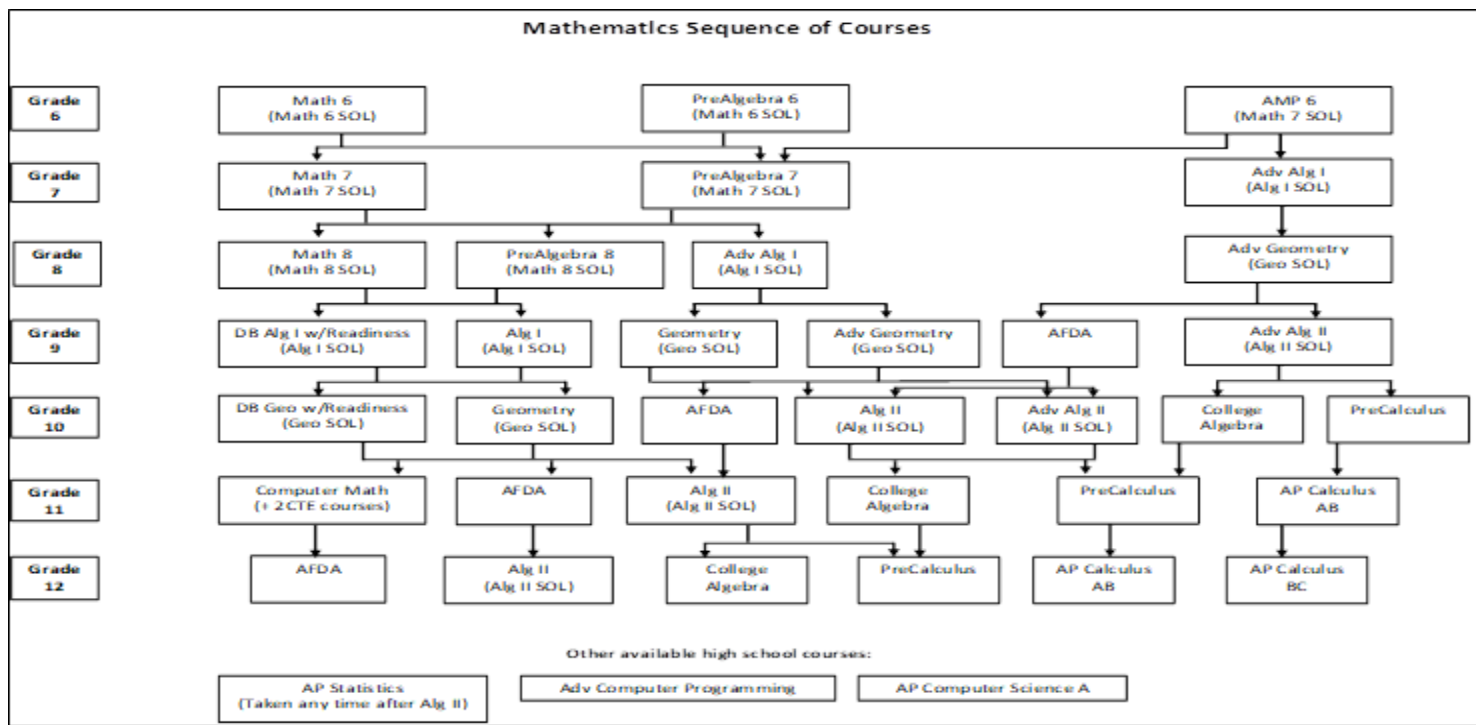 Mathematics Sequence of Courses
Grade
6
Math 6
(Math 6 SOL)
PreAlgebra 6
(Math 6 SOL)
AMP 6
(Math 7 SOL)
Grade
7
Math 7
(Math 7 SOL)
PreAlgebra 7
(Math 7 SOL)
Adv Alg I
(Alg I SOL)
Grade
8
Math 8
(Math 8 SOL)
PreAlgebra 8
(Math 8 SOL)
Adv Alg I
(Alg I SOL)
Adv Geometry
(Geo SOL)
Grade
9
DB Alg I w/Readiness
(Alg I SOL)
Alg I
(Alg I SOL)
Geometry
(Geo SOL)
Adv Geometry
(Geo SOL)
AFDA
Adv Alg II
(Alg II SOL)
Grade
10
DB Geo w/Readiness
(Geo SOL)
Geometry
(Geo SOL)
AFDA
Alg II
(Alg II SOL)
Adv Alg II
(Alg II SOL)
College
Algebra
PreCalculus
Grade
11
Computer Math
(+ 2CTE courses)
AFDA
Alg II
(Alg II SOL)
College
Algebra
PreCalculus
AP Calculus
AB
Grade
12
AFDA
Alg II
(Alg II SOL)
College
Algebra
PreCalculus
AP Calculus
AB
AP Calculus
BC
Other available high school courses:
AP Statistics
(Taken any time after Alg II)
Adv Computer Programming
AP Computer Science A